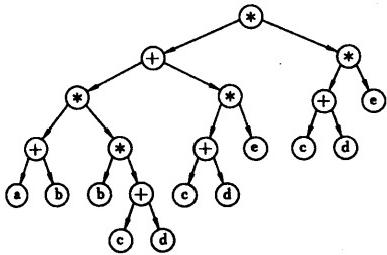 *
+ *
* * + e
+ * + e c d
a b b + c d
c d